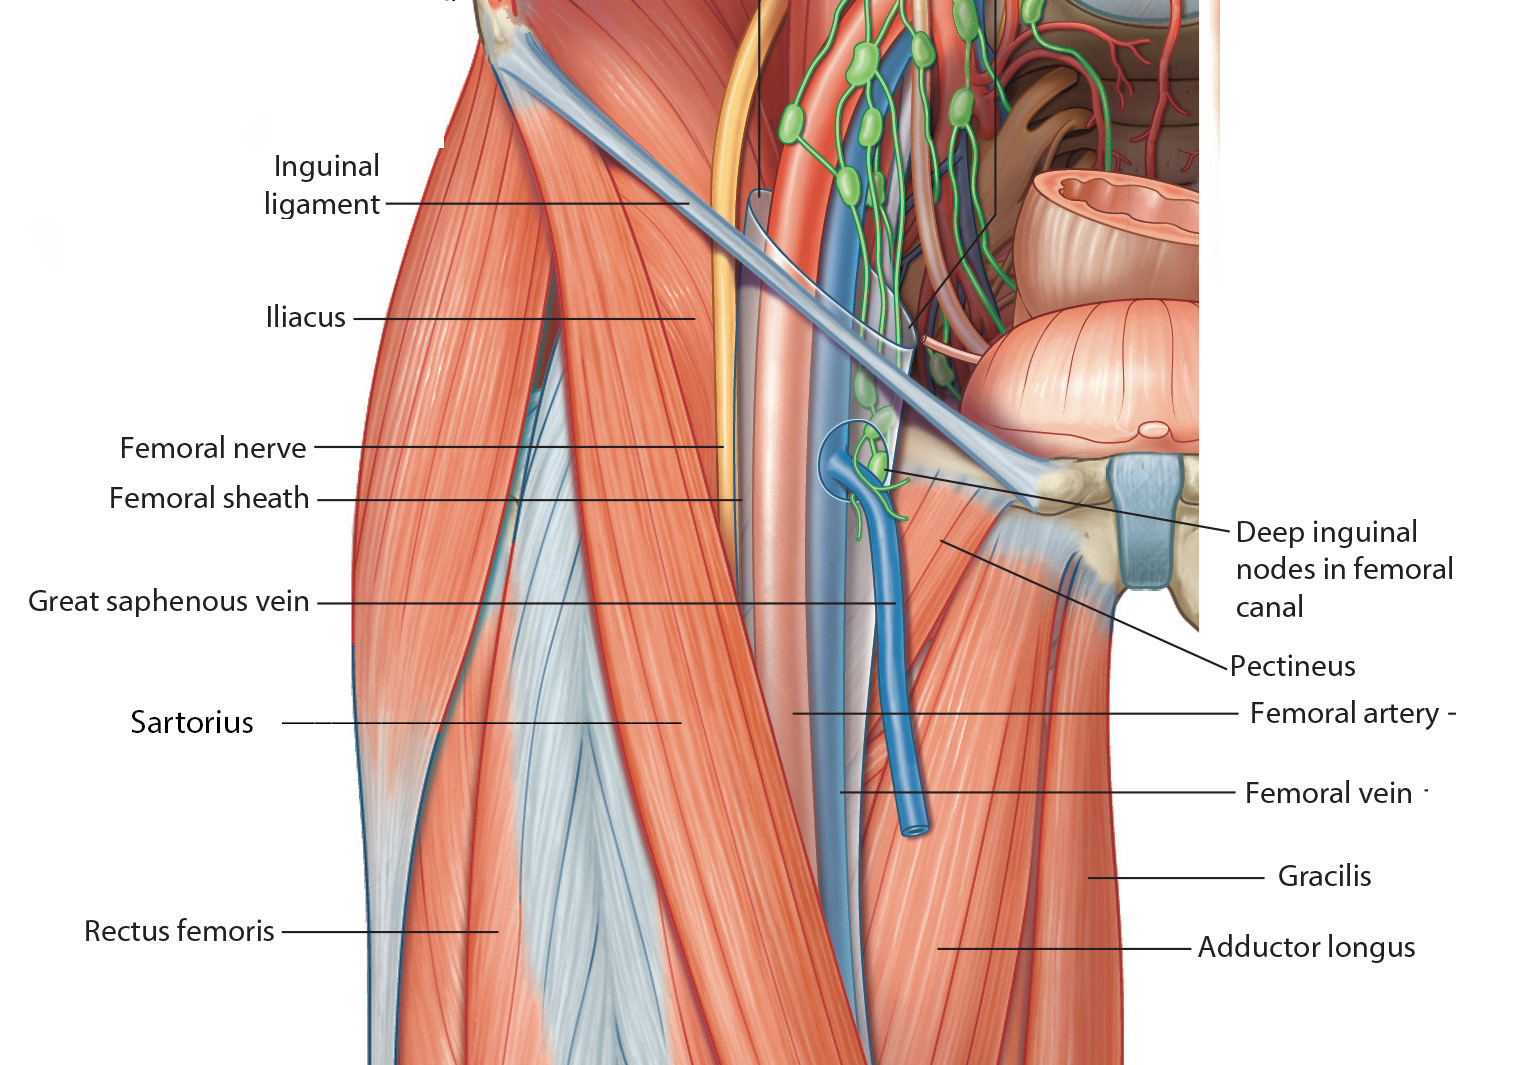 Inguinal
ligament
Iliacus
Femoral nerve
Femoral sheath
Great saphenous vein
Sartorius
Rectus femoris
Deep inguinal
nodes in femoral
canal
Pectineus
Femoral artery -
Femoral vein
Gracilis
Adductor longus